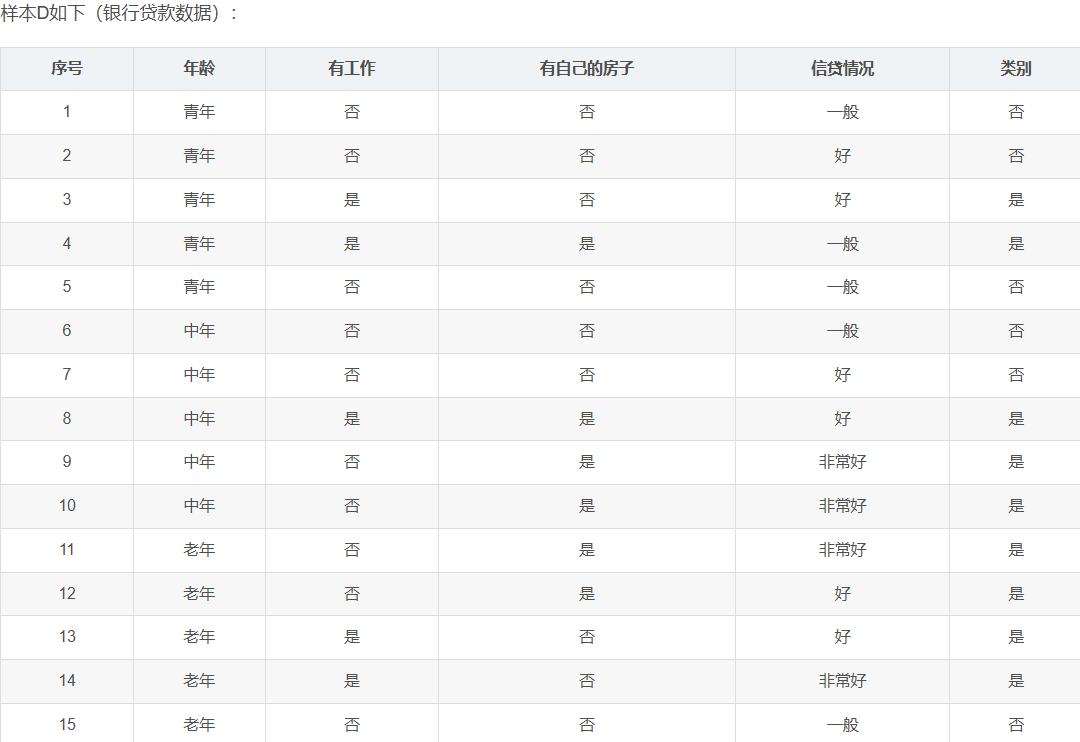 样本D如下（银行贷款数据）：
序号 年龄 有工作 有自己的房子 信贷情况 类别
1 青年 否 否 一般 否
2 青年 否 否 好 否
3 青年 是 否 好 是
4 青年 是 是 一般 是
5 青年 否 否 一般 否
6 中年 否 否 一般 否
7 中年 否 否 好 否
8 中年 是 是 好 是
9 中年 否 是 非常好 是
10 中年 否 是 非常好 是
11 老年 否 是 非常好 是
12 老年 否 是 好 是
13 老年 是 否 好 是
14 老年 是 否 非常好 是
15 老年 否 否 一般 否